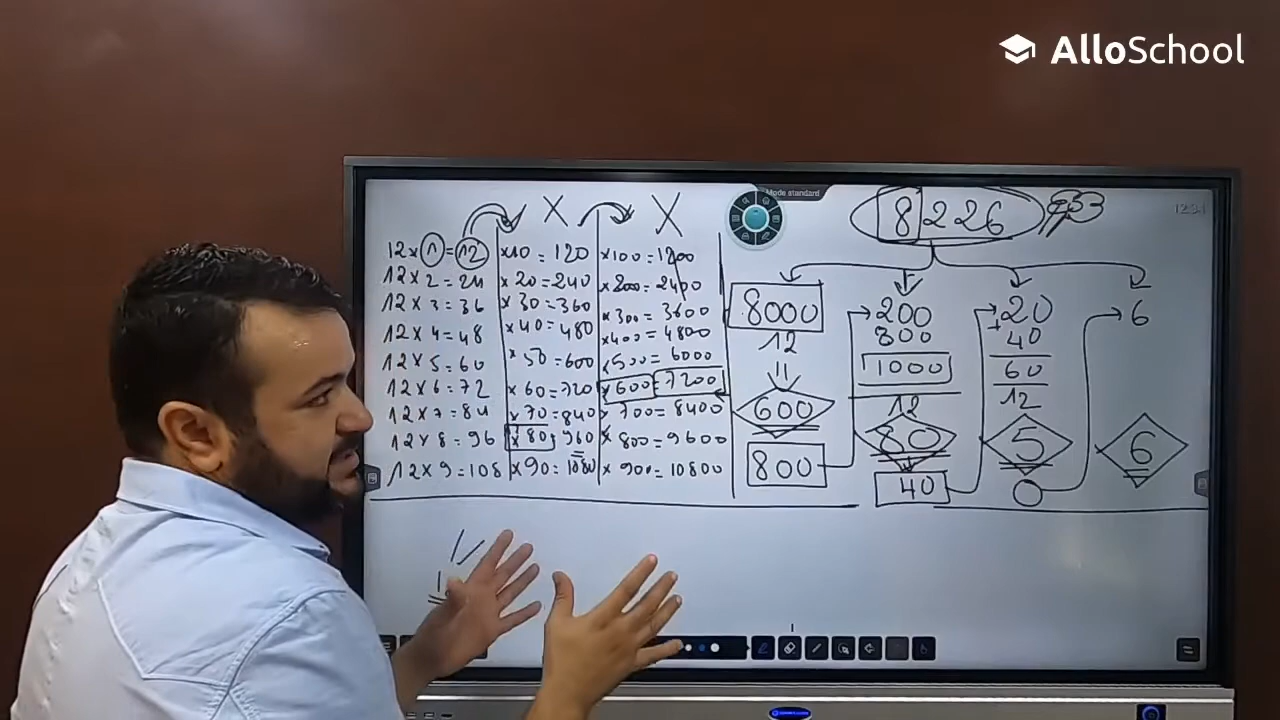 AlloSchool
Mode standard
8226
12 × 1 = 12 ×10 = 120 ×100 = 1200
12 × 2 = 24 × 20 = 240 × 200 = 2400
12 × 3 = 36 × 30 = 360 × 300 = 3600
12 × 4 = 48 × 40 = 480 × 400 = 4800
12 × 5 = 60 × 50 = 600 × 500 = 6000
12 × 6 = 72 × 60 = 720 × 600 = 7200
12 × 7 = 84 × 70 = 840 × 700 = 8400
12 × 8 = 96 × 80 = 960 × 800 = 9600
12 × 9 = 108 × 90 = 1080 × 900 = 10800
8000 200 20 6
12 800 + 40
1000 60
12 12
600 80 5 6
800 40 0